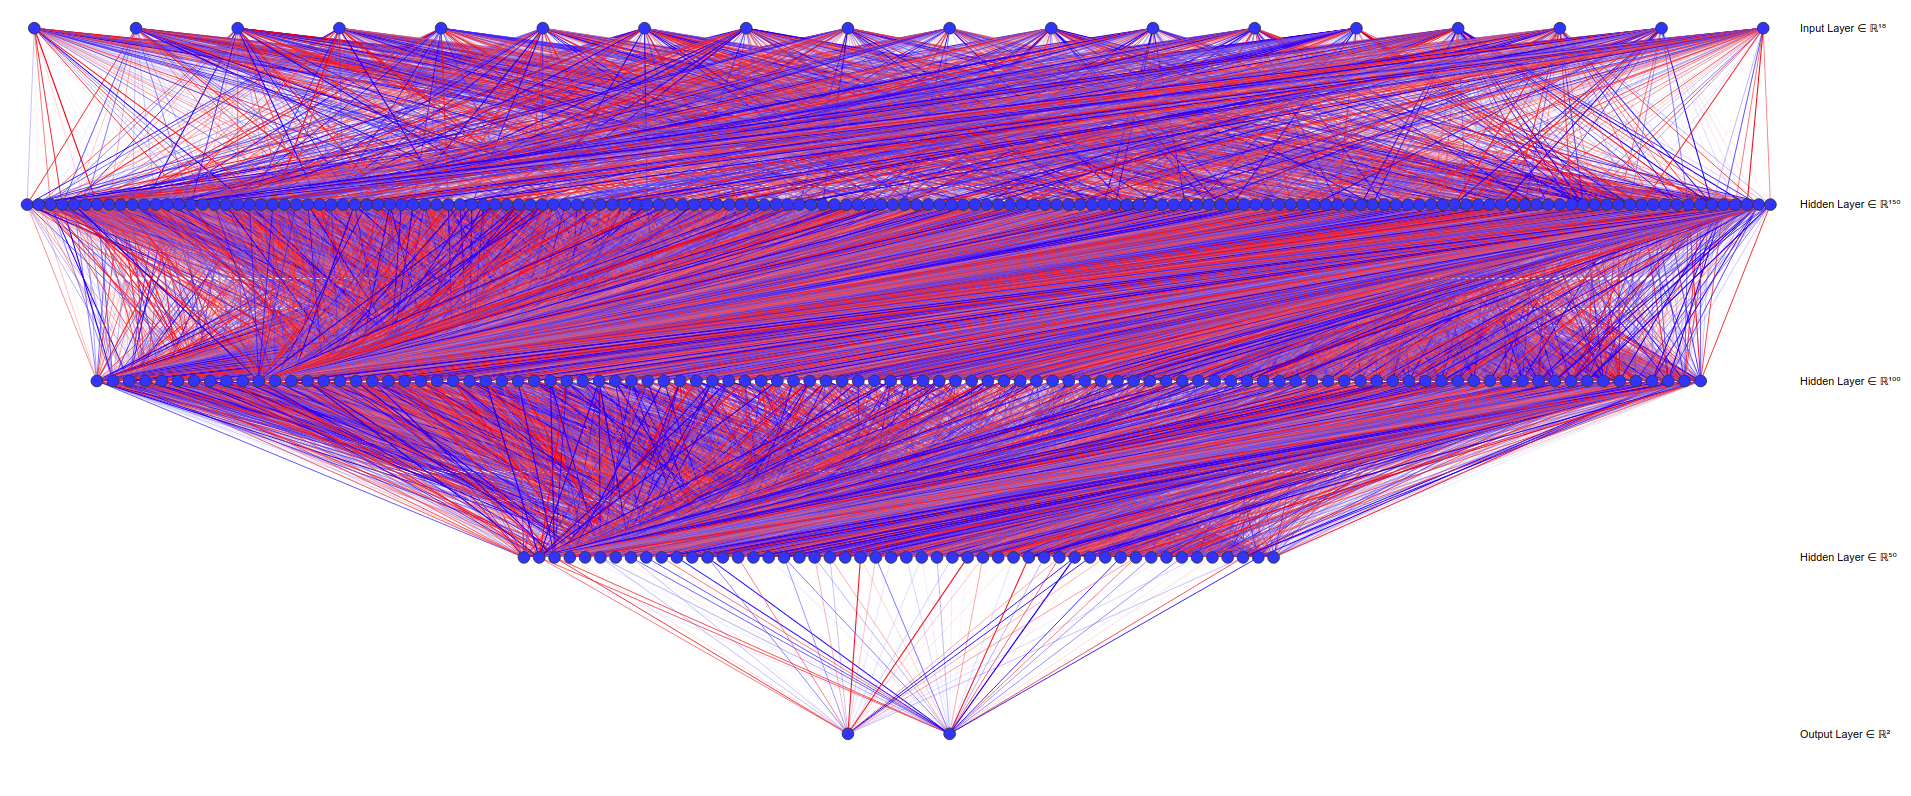 Input Layer ∈ ℝ¹⁸
Hidden Layer ∈ ℝ¹⁵⁰
Hidden Layer ∈ ℝ¹⁰⁰
Hidden Layer ∈ ℝ⁵⁰
Output Layer ∈ ℝ²